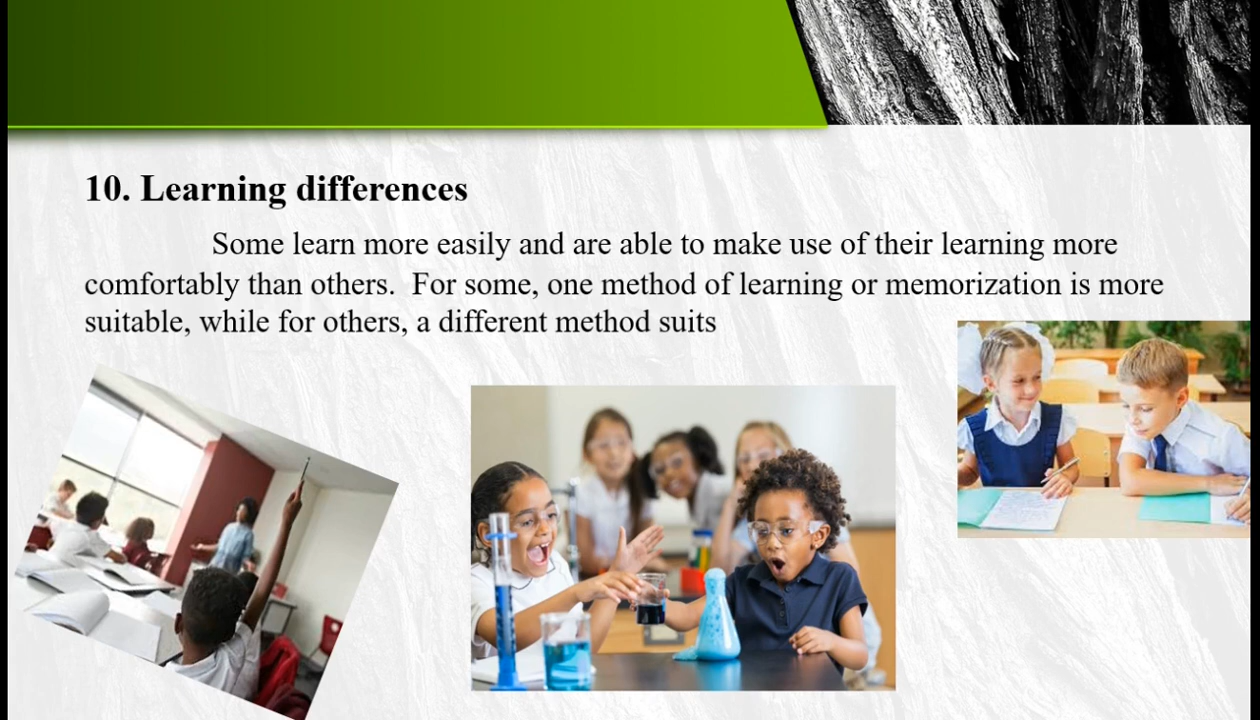 10. Learning differences
Some learn more easily and are able to make use of their learning more
comfortably than others.  For some, one method of learning or memorization is more
suitable, while for others, a different method suits